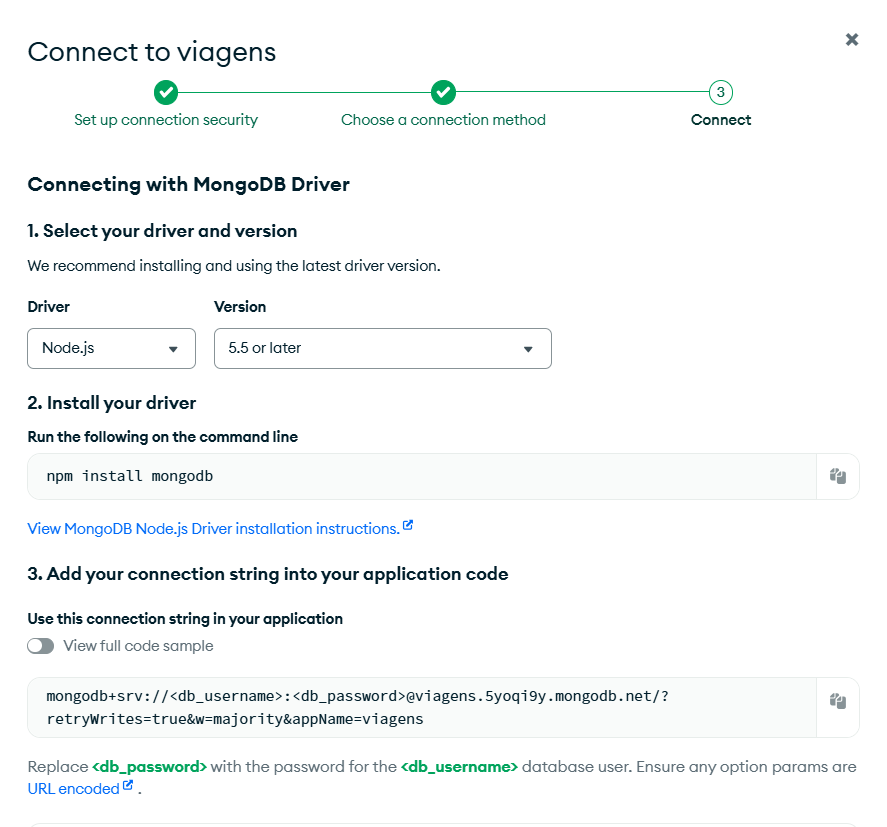 Connect to viagens
Set up connection security
Choose a connection method
3
Connect
Connecting with MongoDB Driver
1. Select your driver and version
We recommend installing and using the latest driver version.
Driver
Version
Node.js
5.5 or later
2. Install your driver
Run the following on the command line
npm install mongodb
View MongoDB Node.js Driver installation instructions.
3. Add your connection string into your application code
Use this connection string in your application
View full code sample
mongodb+srv://<db_username>:<db_password>@viagens.5yoqi9y.mongodb.net/?
retryWrites=true&w=majority&appName=viagens
Replace <db_password> with the password for the <db_username> database user. Ensure any option params are
URL encoded .